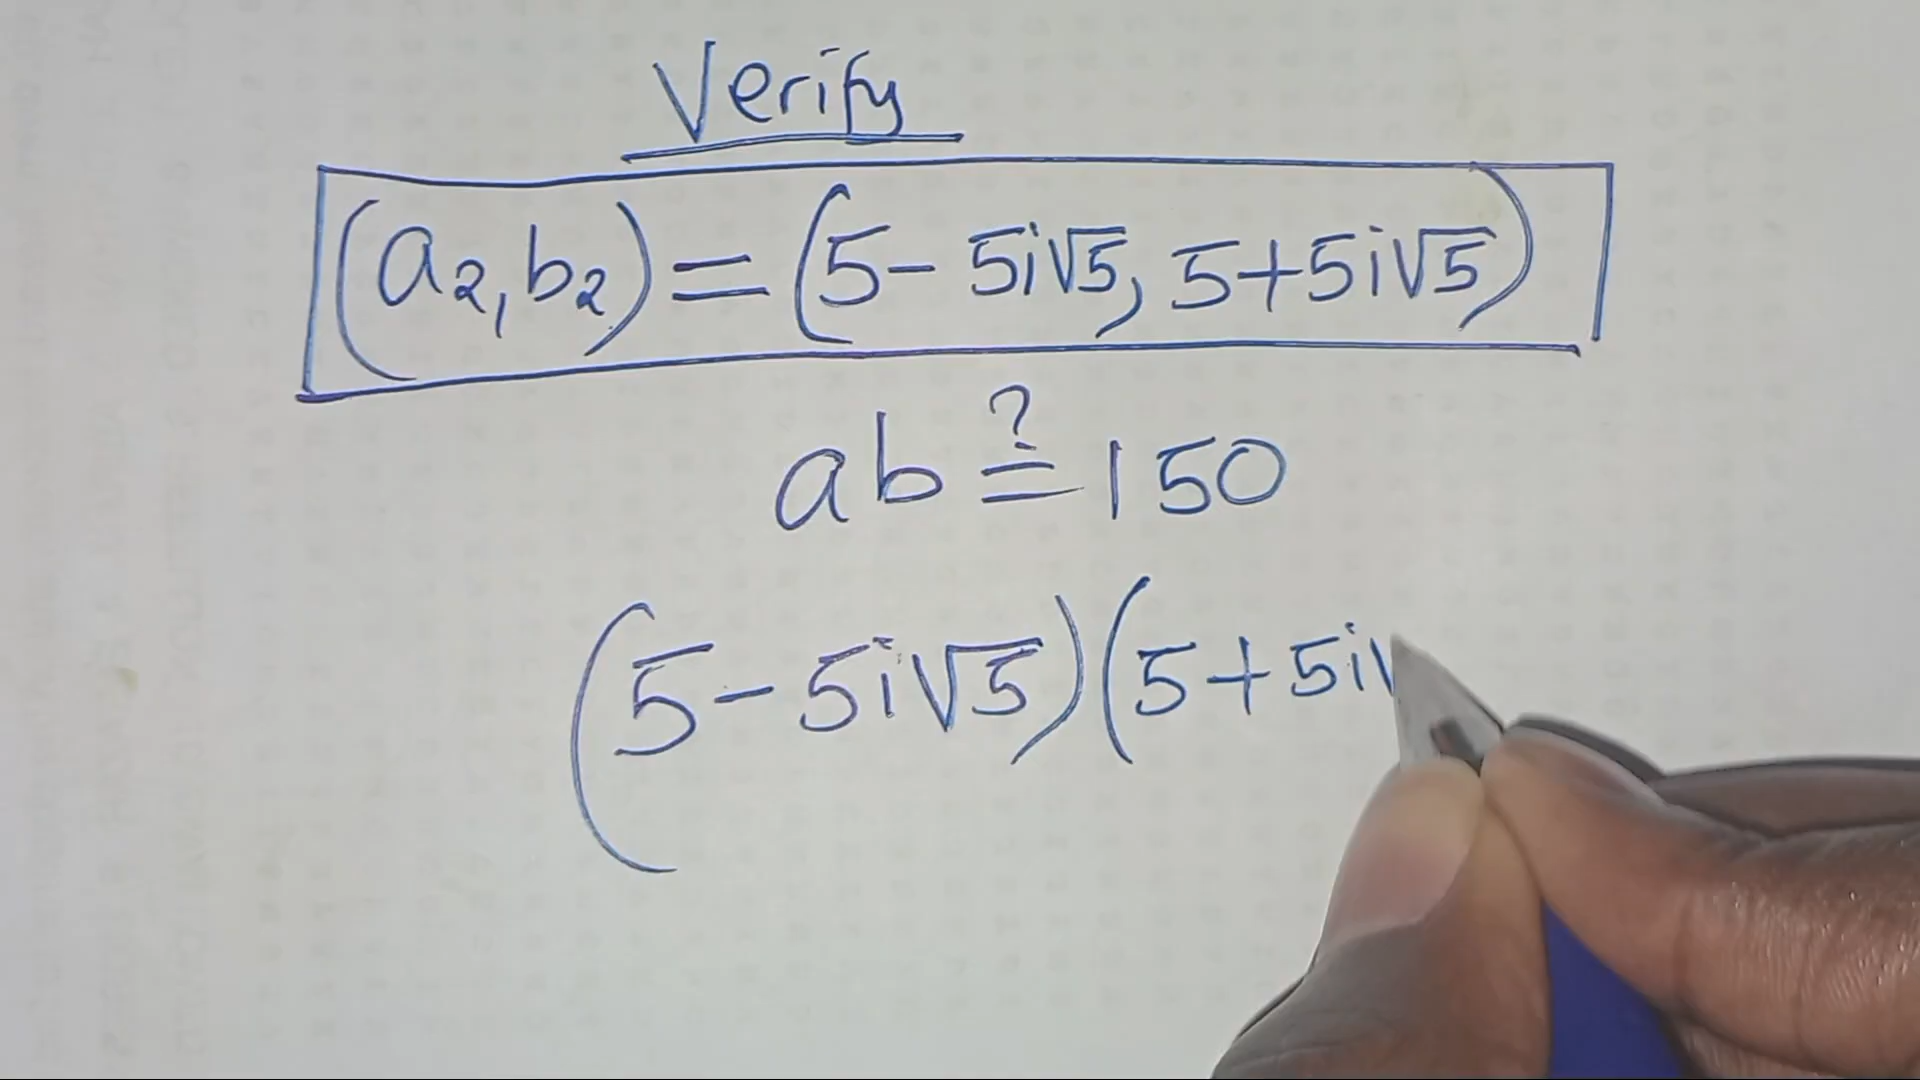 Verify
(a₂, b₂) = (5 - 5i√5, 5 + 5i√5)
ab ≟ 150
(5 - 5i√5)(5 + 5i√